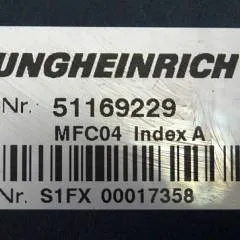 UNGHEINRICH
Nr. 51169229
MFC04 Index A
Nr. S1FX 00017358